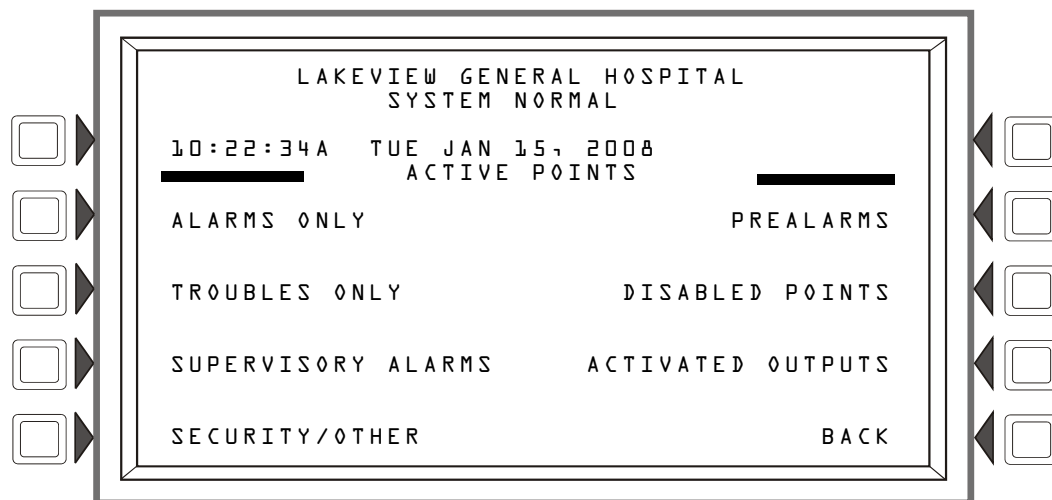 LAKEVIEW GENERAL HOSPITAL
SYSTEM NORMAL
10:22:34A TUE JAN 15, 2008
ACTIVE POINTS
ALARMS ONLY PREALARMS
TROUBLES ONLY DISABLED POINTS
SUPERVISORY ALARMS ACTIVATED OUTPUTS
SECURITY/OTHER BACK